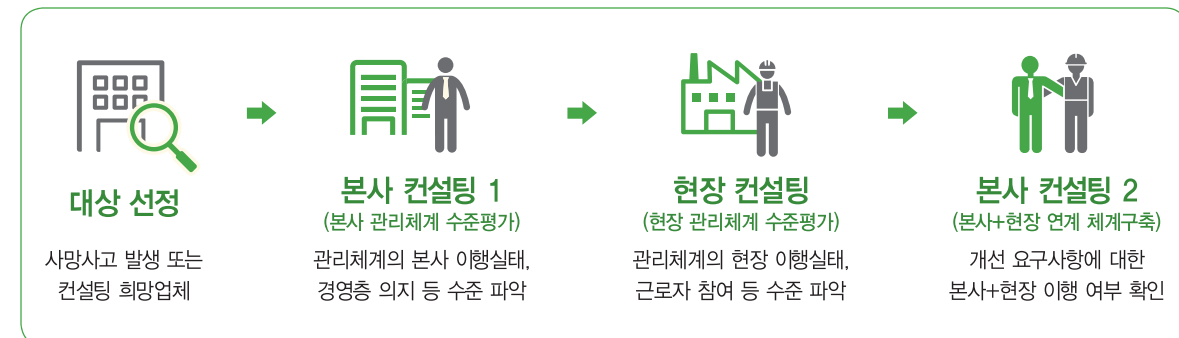 대상 선정
사망사고 발생 또는
컨설팅 희망업체
본사 컨설팅 1
(본사 관리체계 수준평가)
관리체계의 본사 이행실태,
경영층 의지 등 수준 파악
현장 컨설팅
(현장 관리체계 수준평가)
관리체계의 현장 이행실태,
근로자 참여 등 수준 파악
본사 컨설팅 2
(본사+현장 연계 체계구축)
개선 요구사항에 대한
본사+현장 이행 여부 확인